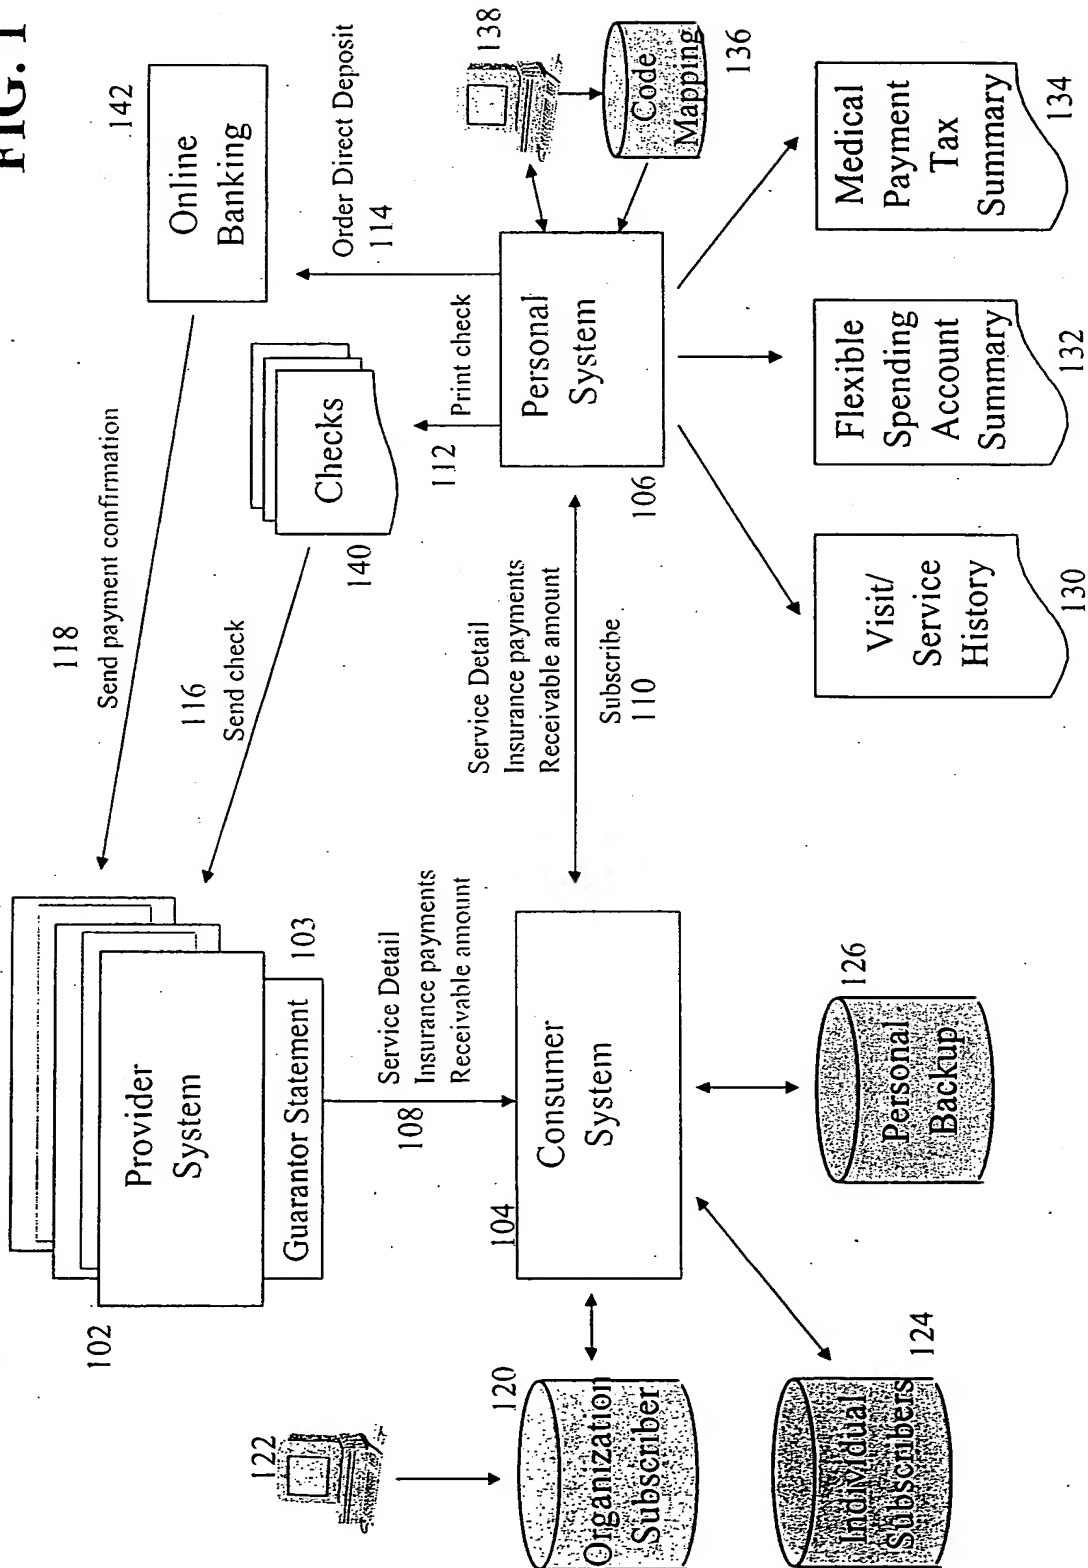 FIG. 1
102
Provider
System
Guarantor Statement
103
118
Send payment confirmation
116
Send check
142
Online
Banking
Checks
140
Order Direct Deposit
114
Print check
112
122
120
Organization
Subscriber
104
Consumer
System
108
Service Detail
Insurance payments
Receivable amount
Service Detail
Insurance payments
Receivable amount
Subscribe
110
Personal
System
106
138
Code
Mapping
136
124
Individual
Subscribers
126
Personal
Backup
Visit/
Service
History
130
Flexible
Spending
Account
Summary
132
Medical
Payment
Tax
Summary
134